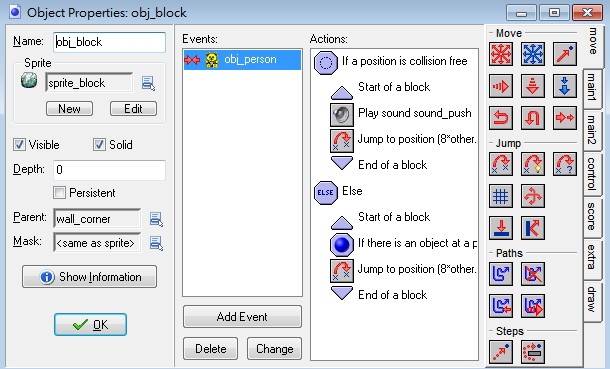 Object Properties: obj_block
Name: obj_block
Sprite
sprite_block
New Edit
Visible Solid
Depth: 0
Persistent
Parent: wall_corner
Mask: <same as sprite>
Show Information
OK
Events:
obj_person
Add Event
Delete Change
Actions:
If a position is collision free
Start of a block
Play sound sound_push
Jump to position (8*other.
End of a block
ELSE Else
Start of a block
If there is an object at a p
Jump to position (8*other.
End of a block
Move
Jump
Paths
Steps
move
main1
main2
control
score
extra
draw